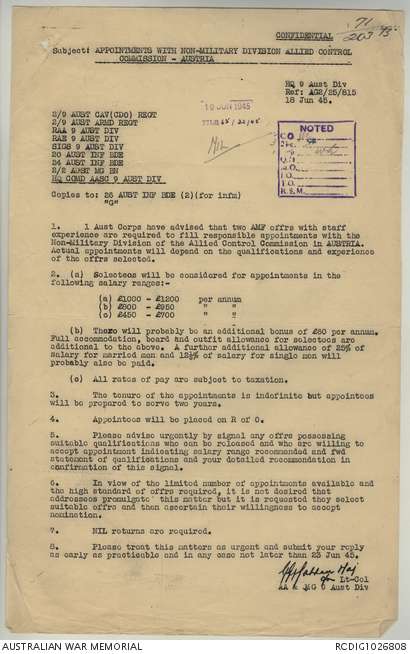 CONFIDENTIAL
71
203
Subject: APPOINTMENTS WITH NON-MILITARY DIVISION ALLIED CONTROL
COMMISSION - AUSTRIA
HQ 9 Aust Div
Ref: AG2/25/815
18 Jun 45.
19 JUN 1945
NOTED
2/9 AUST CAV(CDO) REGT
2/9 AUST ARMD REGT
RAA 9 AUST DIV
RAE 9 AUST DIV
SIGS 9 AUST DIV
20 AUST INF BDE
24 AUST INF BDE
2/2 AUST MG BN
HQ COMD AASC 9 AUST DIV
Nil
C.O.
Q.M.
I.O.
T.O.
R.S.M.
Copies to: 26 AUST INF BDE (2)(for infm)
"G"
1. 1 Aust Corps have advised that two AMF offrs with staff
experience are required to fill responsible appointments with the
Non-Military Division of the Allied Control Commission in AUSTRIA.
Actual appointments will depend on the qualifications and experience
of the offrs selected.
2. (a) Selectees will be considered for appointments in the
following salary ranges:-
(a) £1000 - £1200 per annum
(b) £800 - £950 " "
(c) £450 - £700 " "
(b) There will probably be an additional bonus of £60 per annum.
Full accommodation, board and outfit allowance for selectees are
additional to the above. A further additional allowance of 25% of
salary for married men and 12½% of salary for single men will
probably also be paid.
(c) All rates of pay are subject to taxation.
3. The tenure of the appointments is indefinite but appointees
will be prepared to serve two years.
4. Appointees will be placed on R of O.
5. Please advise urgently by signal any offrs possessing
suitable qualifications who can be released and who are willing to
accept appointment indicating salary range recommended and fwd
statement of qualifications and your detailed recommendation in
confirmation of this signal.
6. In view of the limited number of appointments available and
the high standard of offrs required, it is not desired that
addressees promulgate this matter but it is requested they select
suitable offrs and then ascertain their willingness to accept
nomination.
7. NIL returns are required.
8. Please treat this matters as urgent and submit your reply
as early as practicable and in any case not later than 23 Jun 45.
Maj
for Lt-Col
AA & QMG 9 Aust Div
AUSTRALIAN WAR MEMORIAL
RCDIG1026808